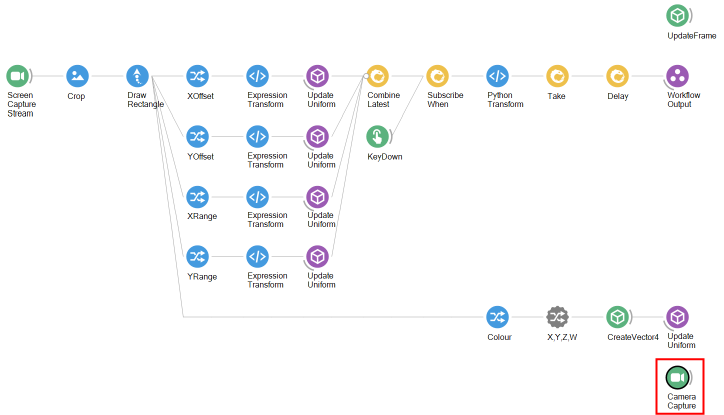 UpdateFrame
Screen
Capture
Stream
Crop
Draw
Rectangle
XOffset
Expression
Transform
Update
Uniform
Combine
Latest
Subscribe
When
Python
Transform
Take
Delay
Workflow
Output
YOffset
Expression
Transform
Update
Uniform
KeyDown
XRange
Expression
Transform
Update
Uniform
YRange
Expression
Transform
Update
Uniform
Colour
X,Y,Z,W
CreateVector4
Update
Uniform
Camera
Capture